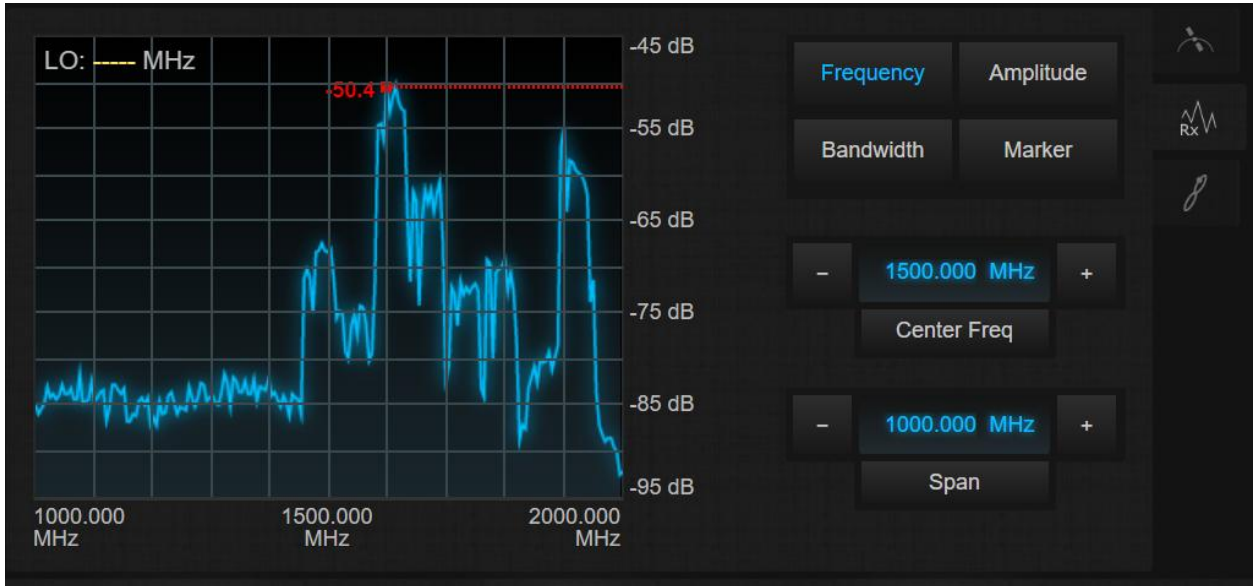 LO: ----- MHz
-50.4
-45 dB
-55 dB
-65 dB
-75 dB
-85 dB
-95 dB
1000.000
MHz
1500.000
MHz
2000.000
MHz
Frequency
Amplitude
Bandwidth
Marker
- 1500.000 MHz +
Center Freq
- 1000.000 MHz +
Span
Rx